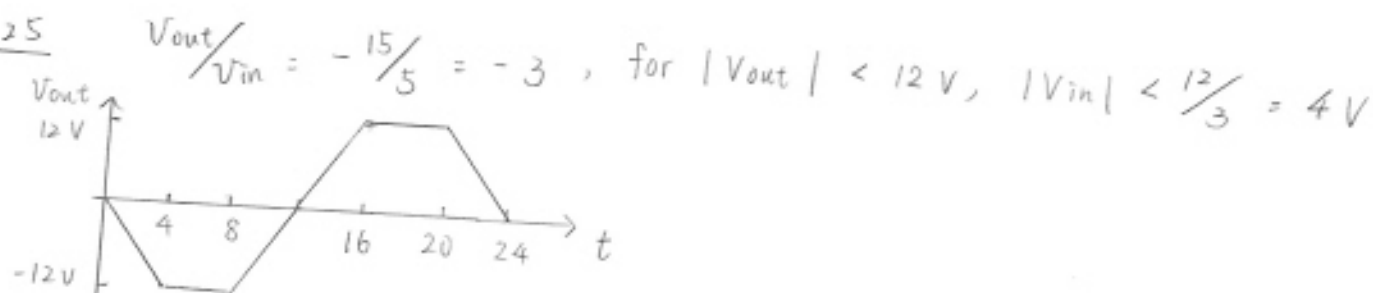 25
Vout/Vin = -15/5 = -3 , for |Vout| < 12 V, |Vin| < 12/3 = 4 V
Vout
12 V
4 8 16 20 24 t
-12 V